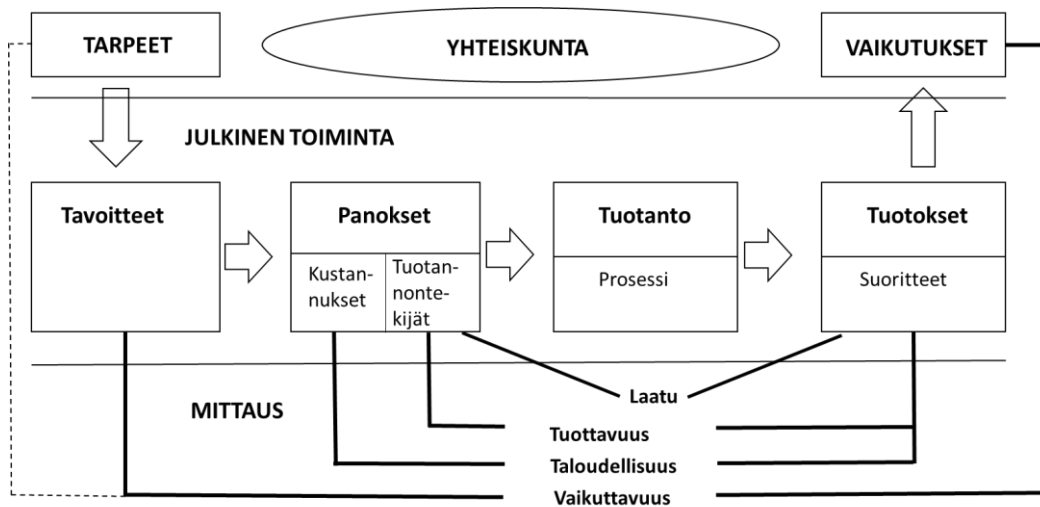 TARPEET
YHTEISKUNTA
VAIKUTUKSET
JULKINEN TOIMINTA
Tavoitteet
Panokset
Kustan-
nukset
Tuotan-
nonte-
kijät
Tuotanto
Prosessi
Tuotokset
Suoritteet
MITTAUS
Laatu
Tuottavuus
Taloudellisuus
Vaikuttavuus